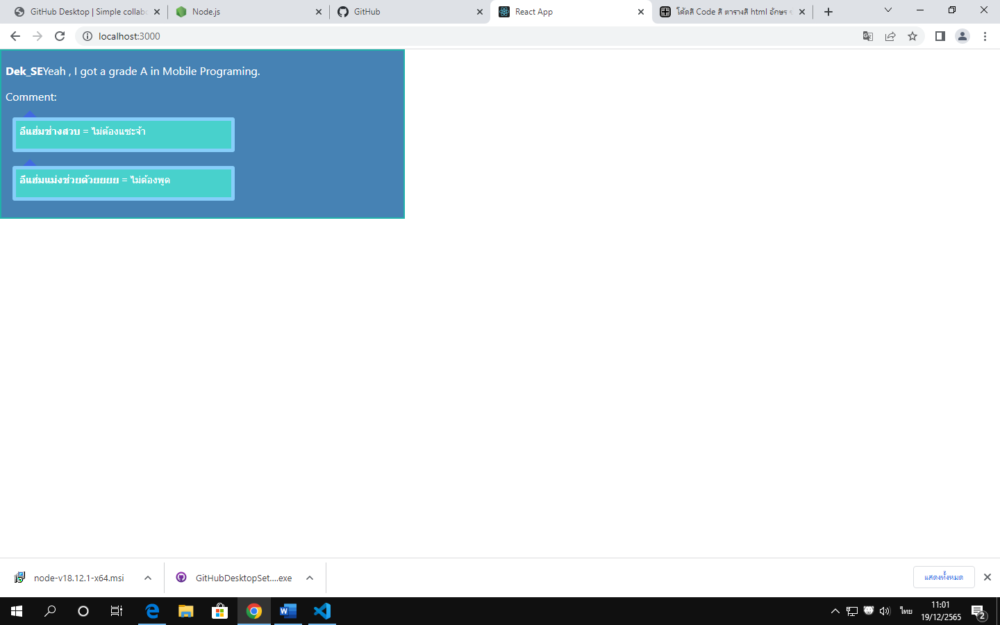 GitHub Desktop | Simple collabo
Node.js
GitHub
React App
โค้ดสี Code สี ตารางสี html อักษร
localhost:3000
Dek_SEYeah , I got a grade A in Mobile Programing.
Comment:
อีแฮ่มช่างสวบ = ไม่ต้องแซะจ้า
อีแฮ่มแม่งช่วยด้วยยยย = ไม่ต้องพูด
node-v18.12.1-x64.msi
GitHubDesktopSet....exe
แสดงทั้งหมด
ไทย
11:01
19/12/2565
2